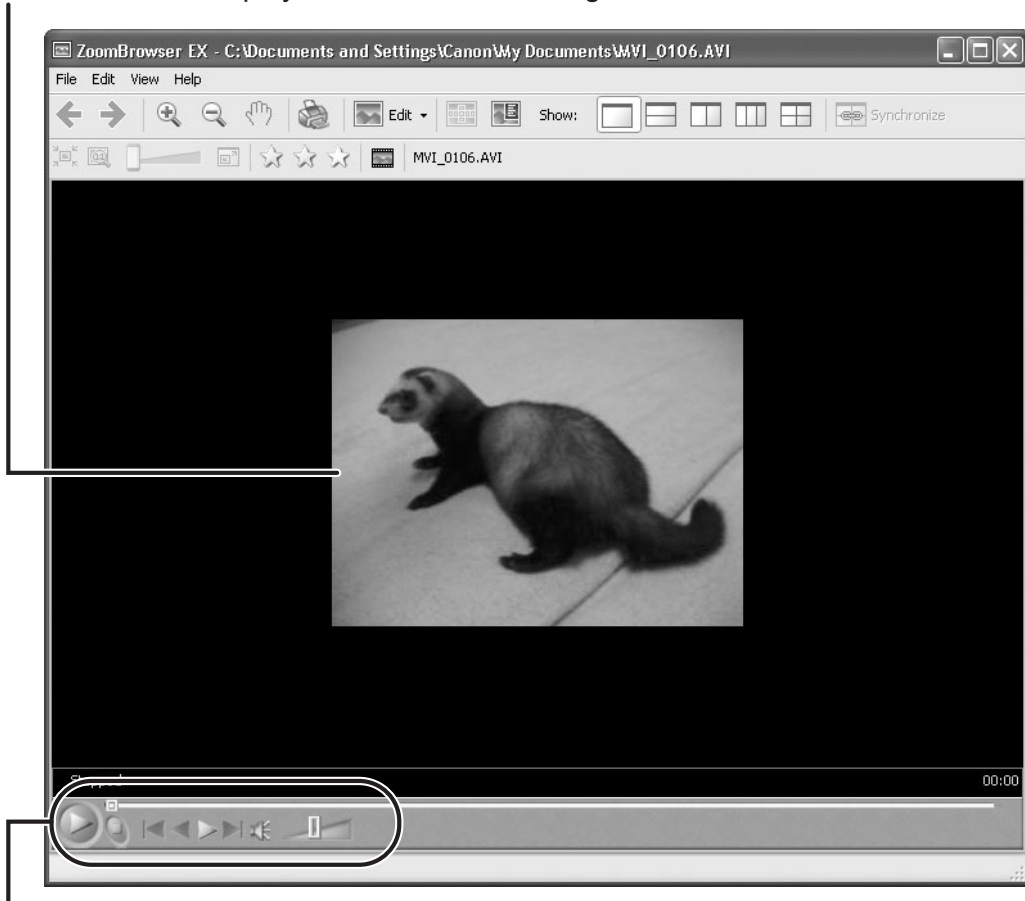 ZoomBrowser EX - C:\Documents and Settings\Canon\My Documents\MVI_0106.AVI
File Edit View Help
Edit Show: Synchronize
MVI_0106.AVI
00:00